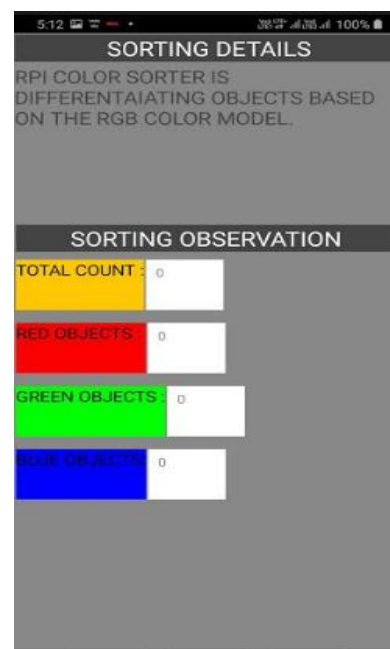 5:12 100%
SORTING DETAILS
RPI COLOR SORTER IS
DIFFERENTAIATING OBJECTS BASED
ON THE RGB COLOR MODEL.
SORTING OBSERVATION
TOTAL COUNT : 0
RED OBJECTS : 0
GREEN OBJECTS : 0
BLUE OBJECTS: 0